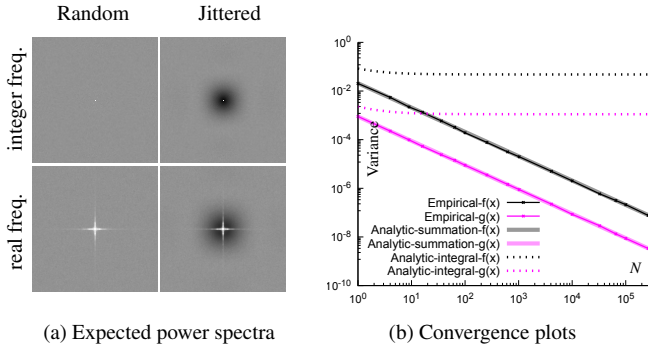 Random
Jittered
integer freq.
real freq.
(a) Expected power spectra
10^0
10^-2
10^-4
10^-6
10^-8
10^-10
Variance
Empirical-f(x)
Empirical-g(x)
Analytic-summation-f(x)
Analytic-summation-g(x)
Analytic-integral-f(x)
Analytic-integral-g(x)
N
10^0 10^1 10^2 10^3 10^4 10^5
(b) Convergence plots